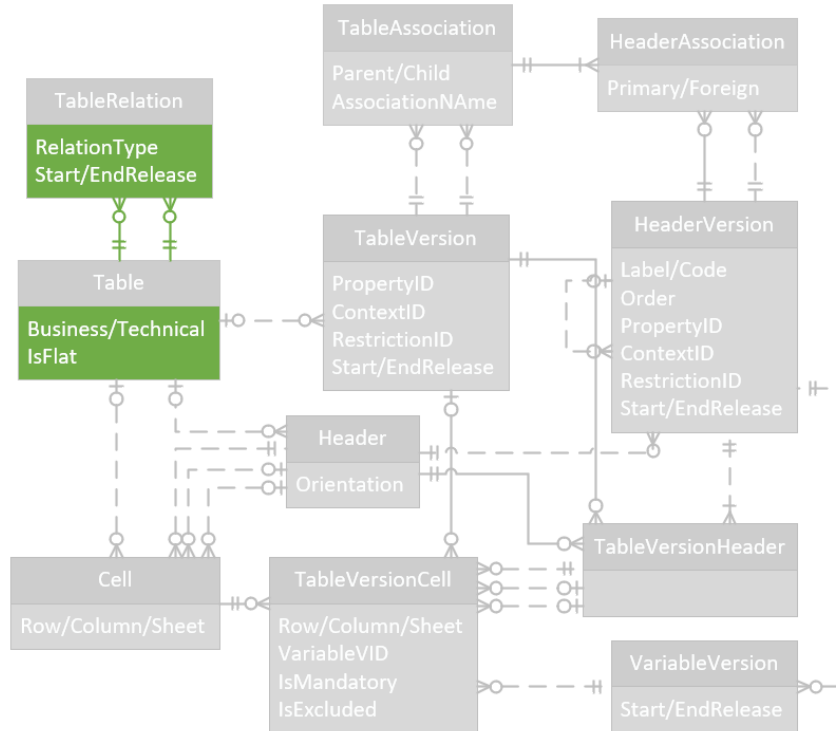 TableAssociation
Parent/Child
AssociationNAme
HeaderAssociation
Primary/Foreign
TableRelation
RelationType
Start/EndRelease
Table
Business/Technical
IsFlat
TableVersion
PropertyID
ContextID
RestrictionID
Start/EndRelease
HeaderVersion
Label/Code
Order
PropertyID
ContextID
RestrictionID
Start/EndRelease
Header
Orientation
Cell
Row/Column/Sheet
TableVersionCell
Row/Column/Sheet
VariableVID
IsMandatory
IsExcluded
TableVersionHeader
VariableVersion
Start/EndRelease